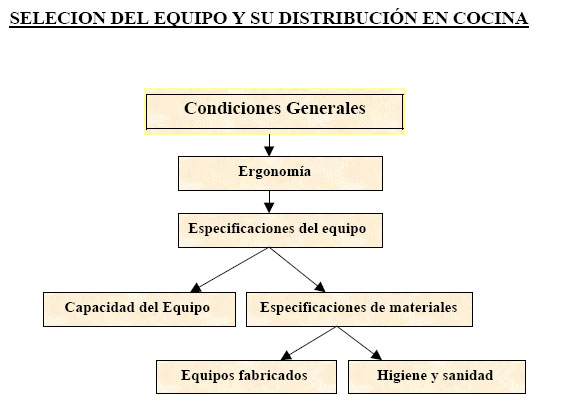 SELECION DEL EQUIPO Y SU DISTRIBUCIÓN EN COCINA
Condiciones Generales
Ergonomía
Especificaciones del equipo
Capacidad del Equipo
Especificaciones de materiales
Equipos fabricados
Higiene y sanidad